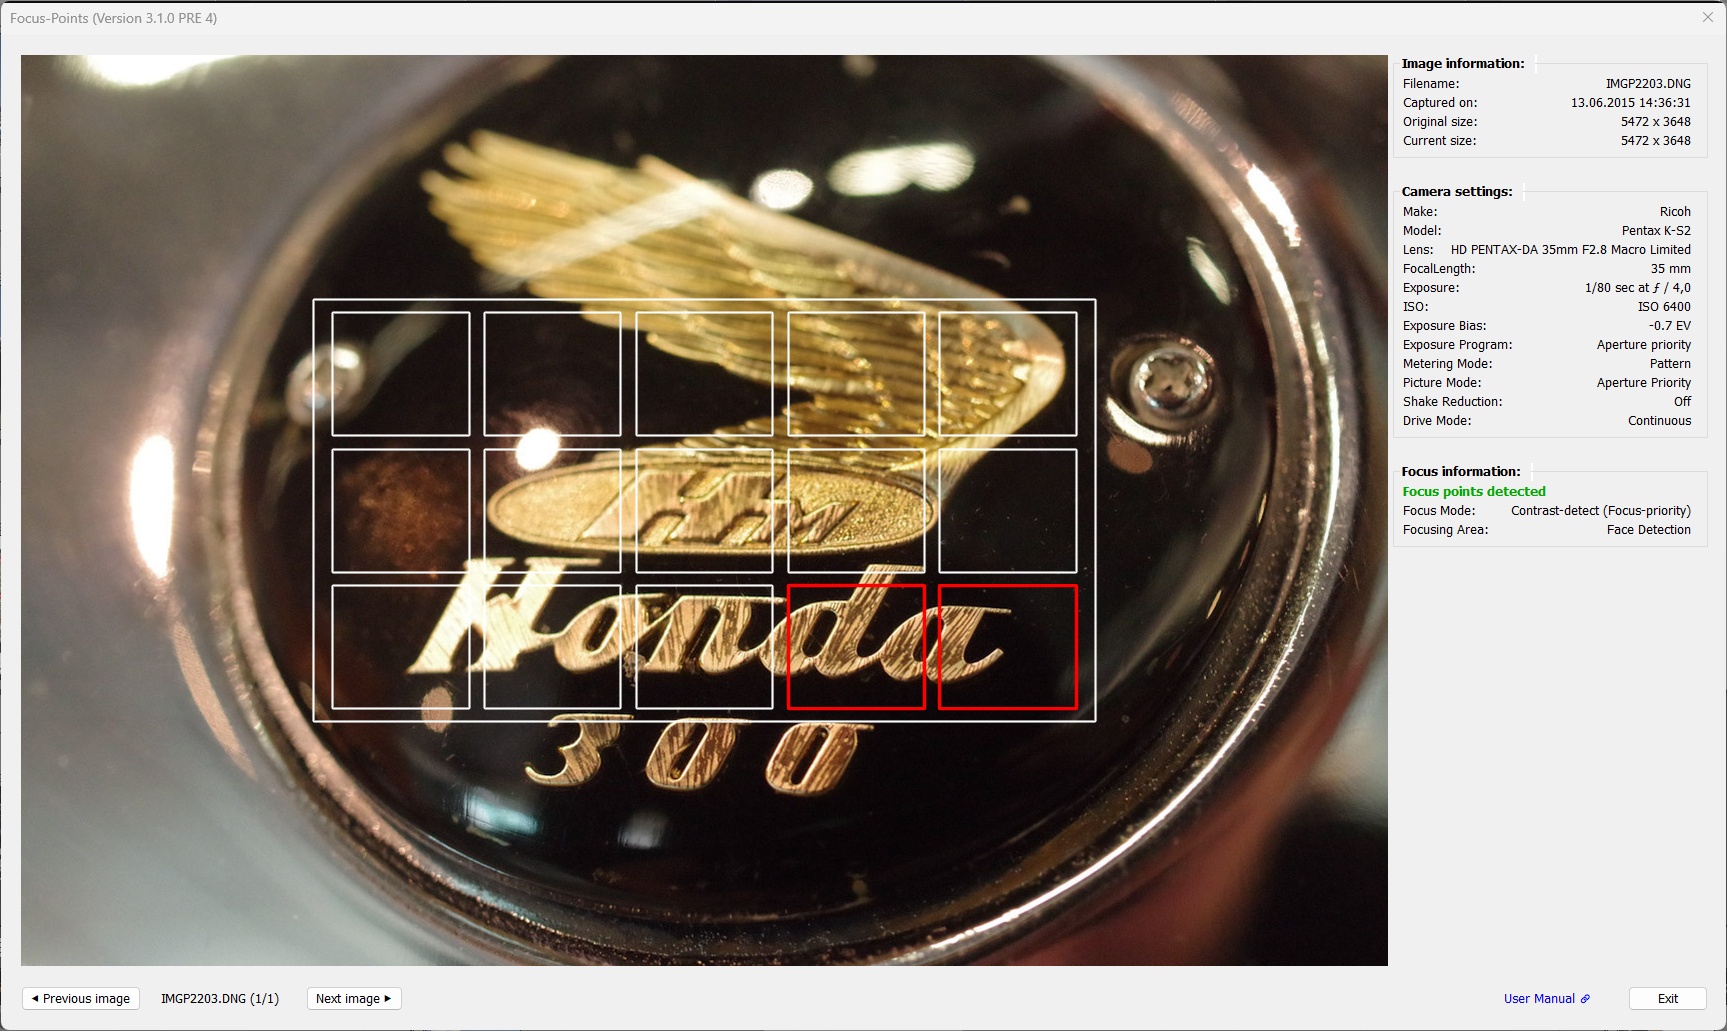 Focus-Points (Version 3.1.0 PRE 4)
Honda
300
Image information:
Filename: IMGP2203.DNG
Captured on: 13.06.2015 14:36:31
Original size: 5472 x 3648
Current size: 5472 x 3648
Camera settings:
Make: Ricoh
Model: Pentax K-S2
Lens: HD PENTAX-DA 35mm F2.8 Macro Limited
FocalLength: 35 mm
Exposure: 1/80 sec at ƒ / 4,0
ISO: ISO 6400
Exposure Bias: -0.7 EV
Exposure Program: Aperture priority
Metering Mode: Pattern
Picture Mode: Aperture Priority
Shake Reduction: Off
Drive Mode: Continuous
Focus information:
Focus points detected
Focus Mode: Contrast-detect (Focus-priority)
Focusing Area: Face Detection
Previous image IMGP2203.DNG (1/1) Next image User Manual Exit